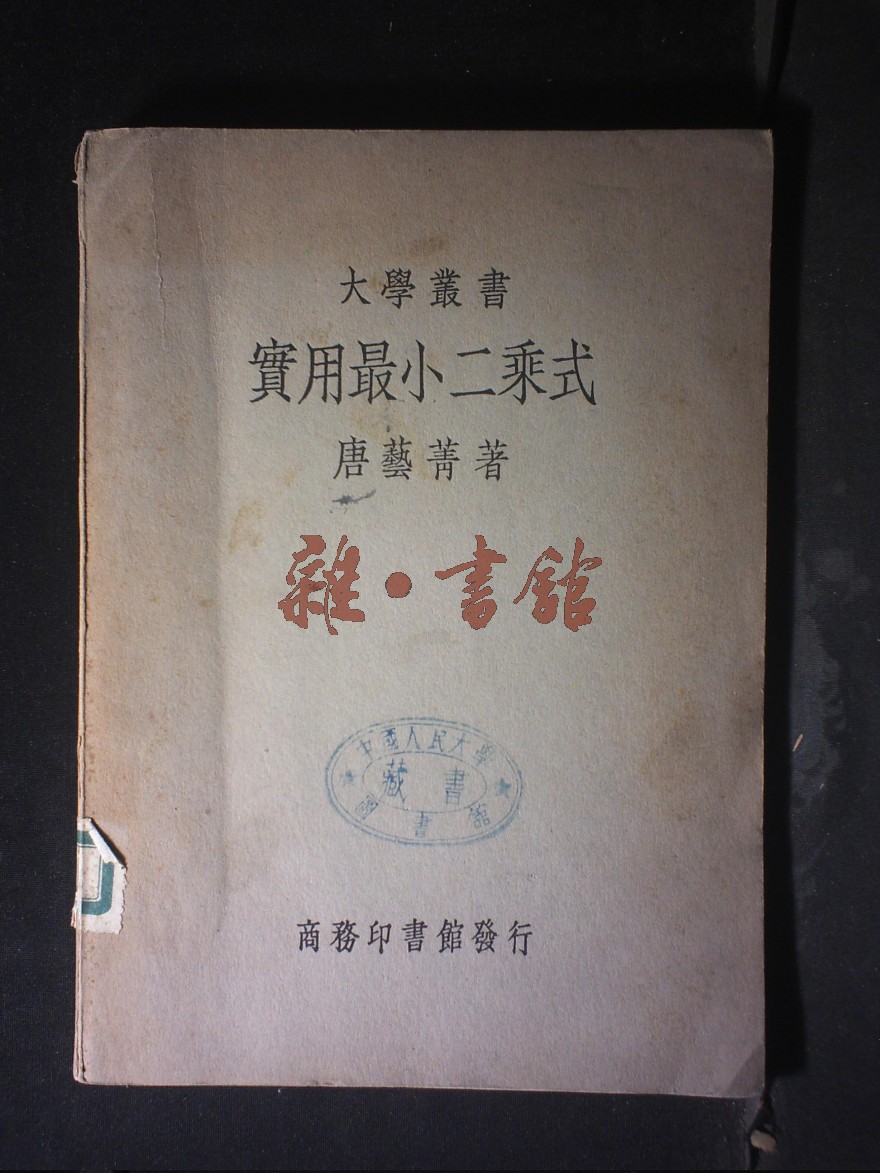 大學叢書
實用最小二乘式
唐藝菁著
雜·書館
中國人民大學
藏書
圖書館
商務印書館發行